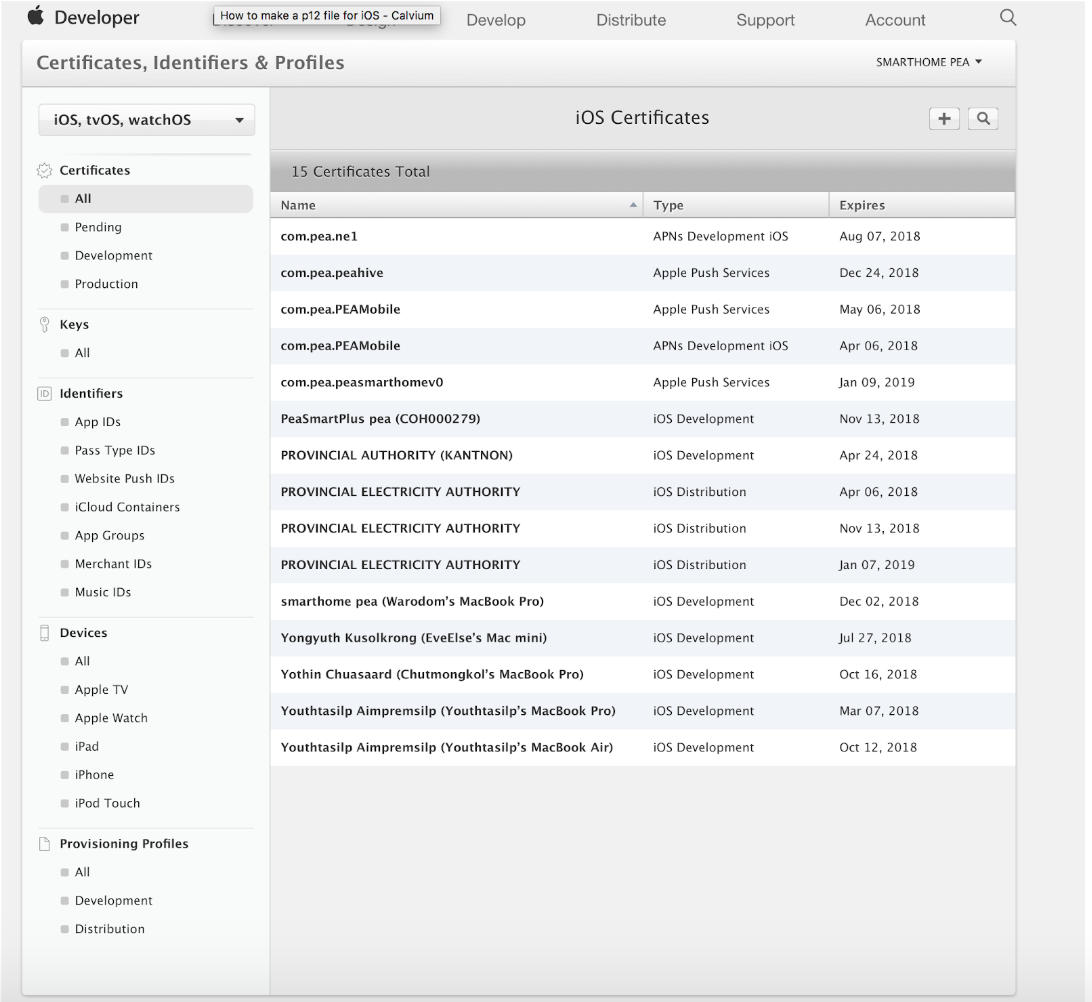 Developer
How to make a p12 file for iOS - Calvium
Develop
Distribute
Support
Account
Certificates, Identifiers & Profiles
SMARTHOME PEA
iOS, tvOS, watchOS
Certificates
All
Pending
Development
Production
Keys
All
Identifiers
App IDs
Pass Type IDs
Website Push IDs
iCloud Containers
App Groups
Merchant IDs
Music IDs
Devices
All
Apple TV
Apple Watch
iPad
iPhone
iPod Touch
Provisioning Profiles
All
Development
Distribution
iOS Certificates
15 Certificates Total
Name Type Expires
com.pea.ne1 APNs Development iOS Aug 07, 2018
com.pea.peahive Apple Push Services Dec 24, 2018
com.pea.PEAMobile Apple Push Services May 06, 2018
com.pea.PEAMobile APNs Development iOS Apr 06, 2018
com.pea.peasmarthomev0 Apple Push Services Jan 09, 2019
PeaSmartPlus pea (COH000279) iOS Development Nov 13, 2018
PROVINCIAL AUTHORITY (KANTNON) iOS Development Apr 24, 2018
PROVINCIAL ELECTRICITY AUTHORITY iOS Distribution Apr 06, 2018
PROVINCIAL ELECTRICITY AUTHORITY iOS Distribution Nov 13, 2018
PROVINCIAL ELECTRICITY AUTHORITY iOS Distribution Jan 07, 2019
smarthome pea (Warodom's MacBook Pro) iOS Development Dec 02, 2018
Yongyuth Kusolkrong (EveElse's Mac mini) iOS Development Jul 27, 2018
Yothin Chuasaard (Chutmongkol's MacBook Pro) iOS Development Oct 16, 2018
Youthtasilp Aimpremsilp (Youthtasilp's MacBook Pro) iOS Development Mar 07, 2018
Youthtasilp Aimpremsilp (Youthtasilp's MacBook Air) iOS Development Oct 12, 2018